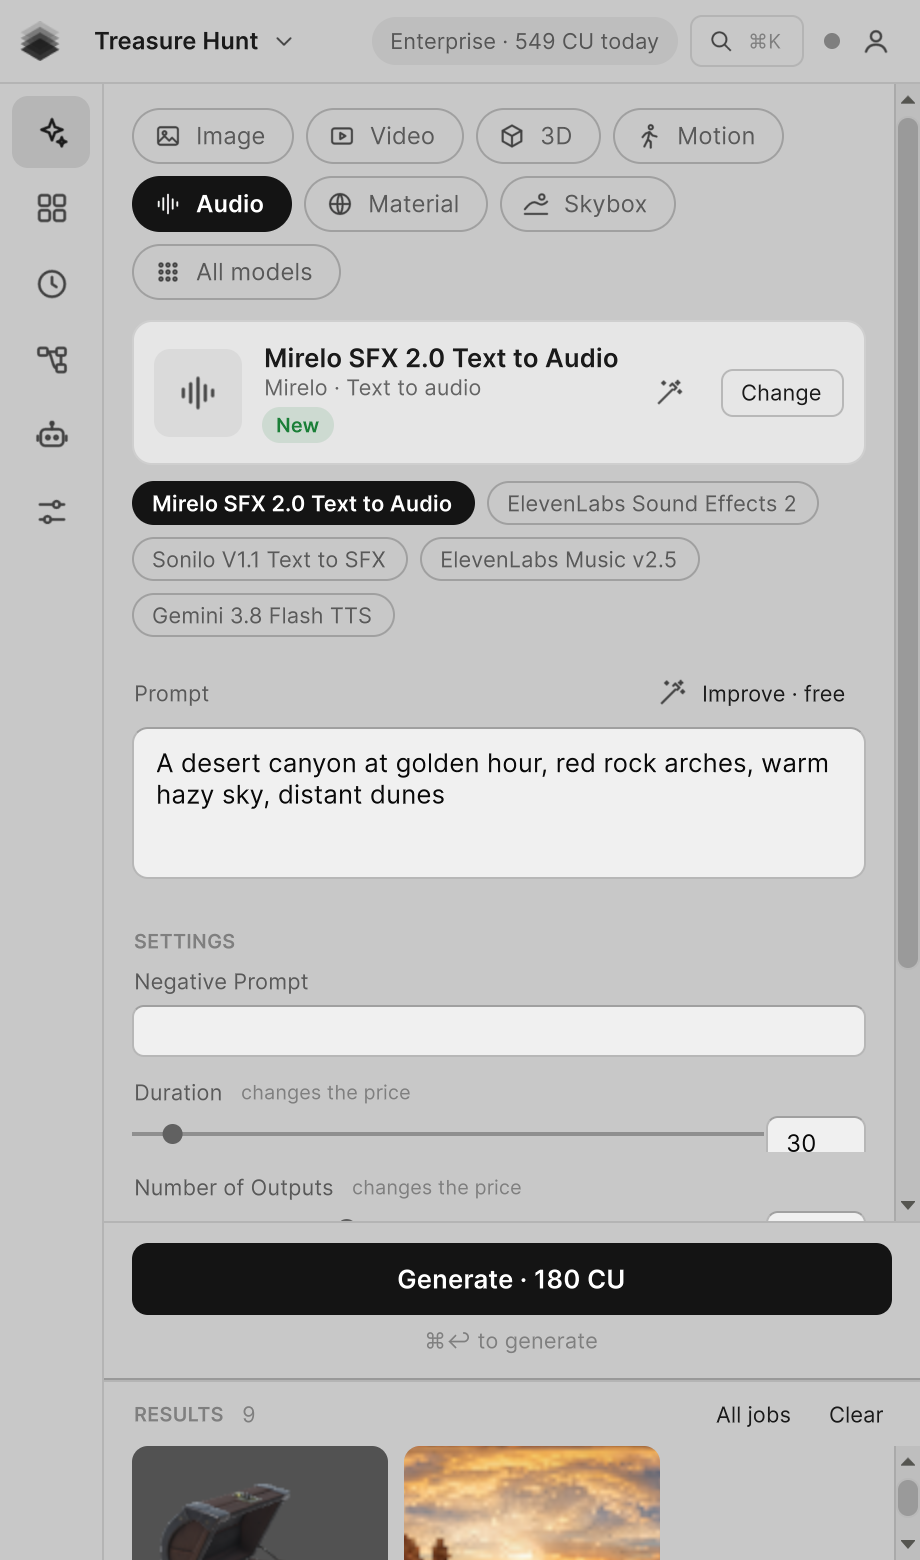 Treasure Hunt
Enterprise · 549 CU today
⌘K
Image
Video
3D
Motion
Audio
Material
Skybox
All models
Mirelo SFX 2.0 Text to Audio
Mirelo · Text to audio
New
Change
Mirelo SFX 2.0 Text to Audio
ElevenLabs Sound Effects 2
Sonilo V1.1 Text to SFX
ElevenLabs Music v2.5
Gemini 3.8 Flash TTS
Prompt
Improve · free
A desert canyon at golden hour, red rock arches, warm
hazy sky, distant dunes
SETTINGS
Negative Prompt
Duration changes the price
30
Number of Outputs changes the price
Generate · 180 CU
⌘↩ to generate
RESULTS 9
All jobs
Clear